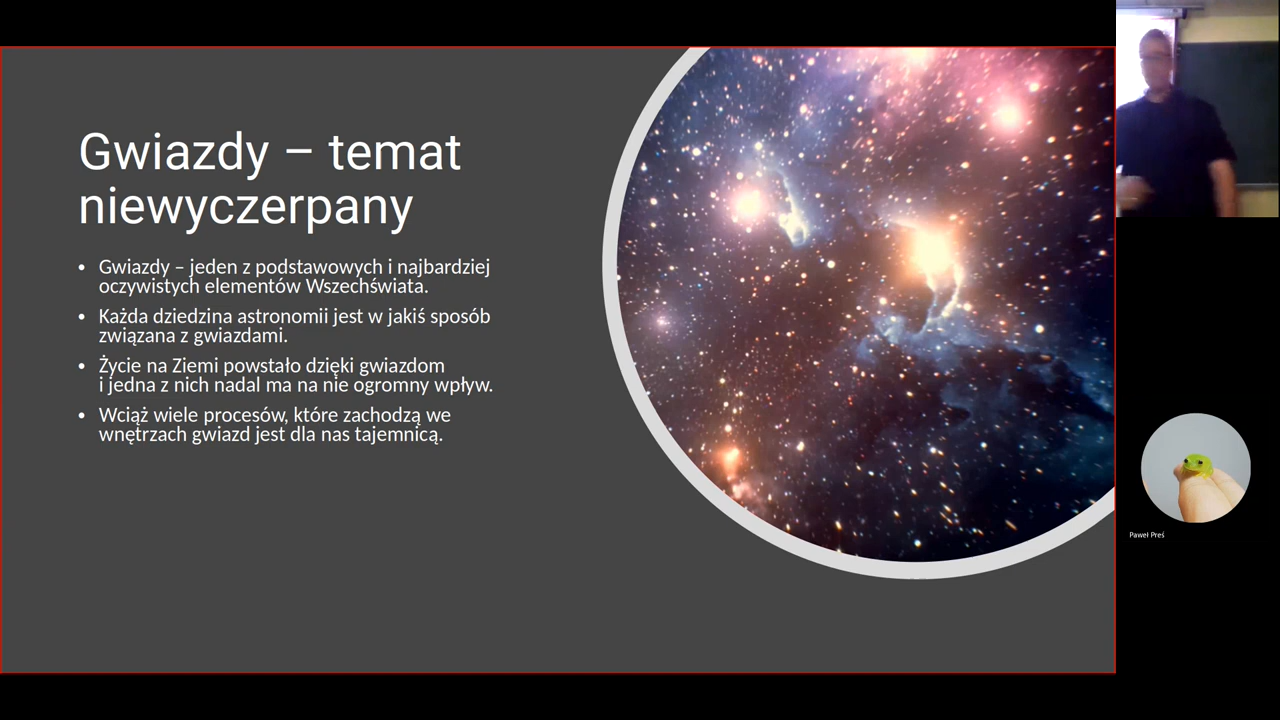 Gwiazdy – temat
niewyczerpany
• Gwiazdy – jeden z podstawowych i najbardziej
oczywistych elementów Wszechświata.
• Każda dziedzina astronomii jest w jakiś sposób
związana z gwiazdami.
• Życie na Ziemi powstało dzięki gwiazdom
i jedna z nich nadal ma na nie ogromny wpływ.
• Wciąż wiele procesów, które zachodzą we
wnętrzach gwiazd jest dla nas tajemnicą.
Paweł Preś